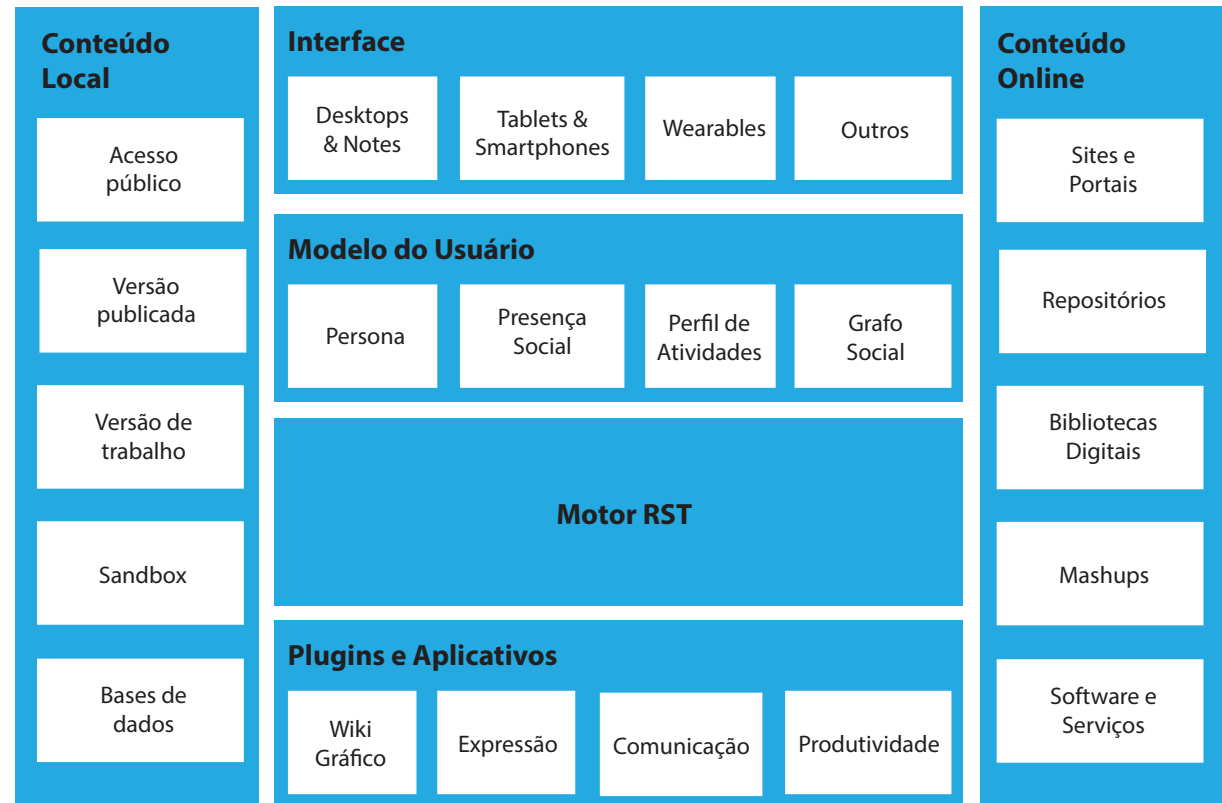 Conteúdo
Local
Acesso
público
Versão
publicada
Versão de
trabalho
Sandbox
Bases de
dados
Interface
Desktops
& Notes
Tablets &
Smartphones
Wearables
Outros
Modelo do Usuário
Persona
Presença
Social
Perfil de
Atividades
Grafo
Social
Motor RST
Plugins e Aplicativos
Wiki
Gráfico
Expressão
Comunicação
Produtividade
Conteúdo
Online
Sites e
Portais
Repositórios
Bibliotecas
Digitais
Mashups
Software e
Serviços